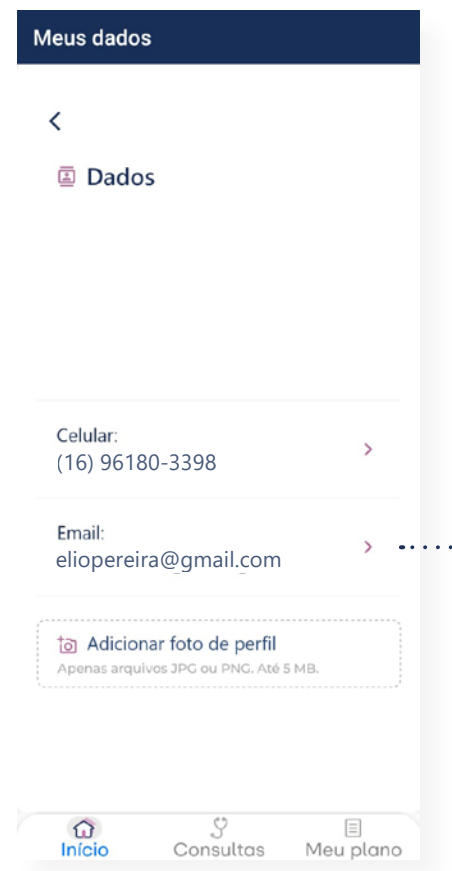 Meus dados
Dados
Celular:
(16) 96180-3398
Email:
eliopereira@gmail.com
Adicionar foto de perfil
Apenas arquivos JPG ou PNG. Até 5 MB.
Início Consultas Meu plano